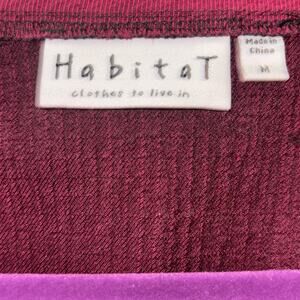 HabitaT
clothes to live in
Made in
China
M